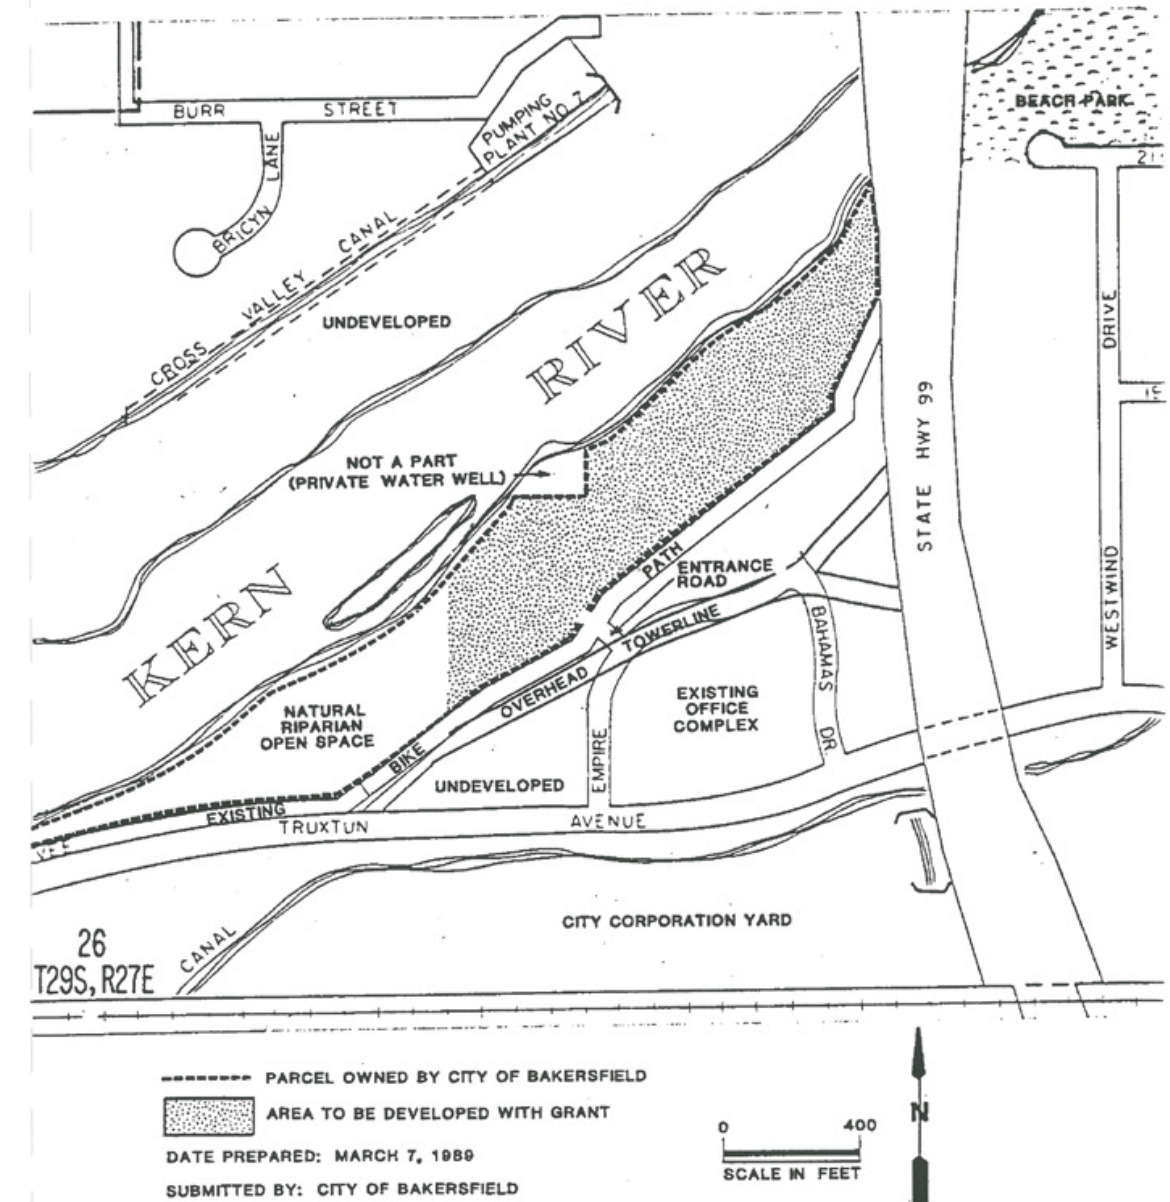 BURR STREET
PUMPING
PLANT NO 7
BEACH PARK
LANE
BRICYN
CROSS VALLEY CANAL
UNDEVELOPED
RIVER
DRIVE
STATE HWY 99
NOT A PART
(PRIVATE WATER WELL)
KERN
PATH
ENTRANCE
ROAD
WESTWIND
OVERHEAD TOWERLINE
BAHAMAS DR.
EXISTING
OFFICE
COMPLEX
NATURAL
RIPARIAN
OPEN SPACE
BIKE
EMPIRE
UNDEVELOPED
EXISTING
TRUXTUN AVENUE
CITY CORPORATION YARD
CANAL
26
T29S, R27E
PARCEL OWNED BY CITY OF BAKERSFIELD
AREA TO BE DEVELOPED WITH GRANT
DATE PREPARED: MARCH 7, 1989
SUBMITTED BY: CITY OF BAKERSFIELD
0 400
SCALE IN FEET
N